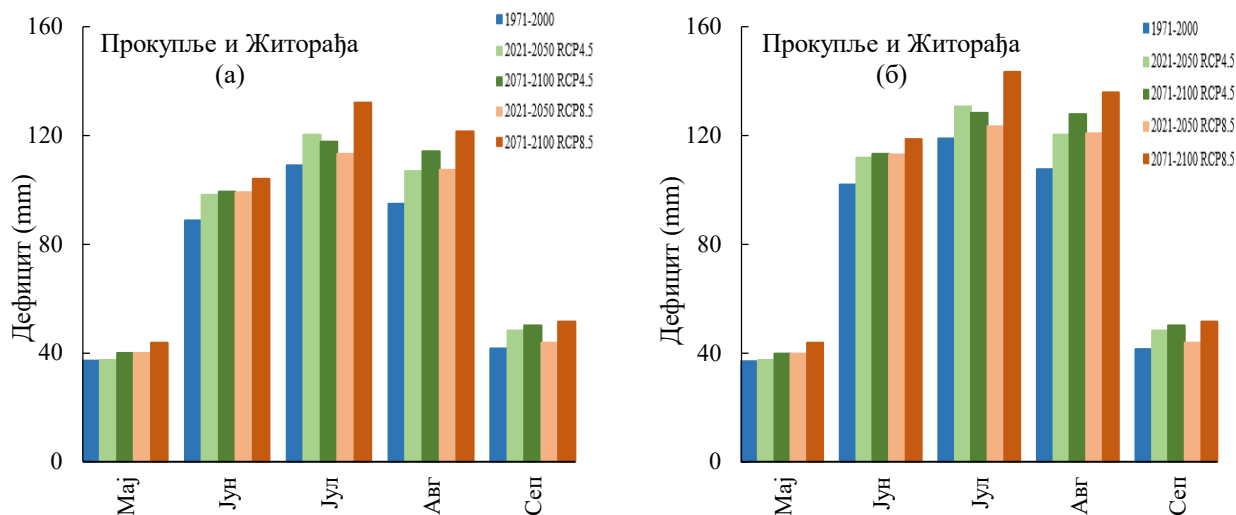 Прокупље и Житорађа
(а)
1971-2000
2021-2050 RCP4.5
2071-2100 RCP4.5
2021-2050 RCP8.5
2071-2100 RCP8.5
Дефицит (mm)
160
120
80
40
0
Мај
Јун
Јул
Авг
Сеп
Прокупље и Житорађа
(б)
1971-2000
2021-2050 RCP4.5
2071-2100 RCP4.5
2021-2050 RCP8.5
2071-2100 RCP8.5
Дефицит (mm)
160
120
80
40
0
Мај
Јун
Јул
Авг
Сеп